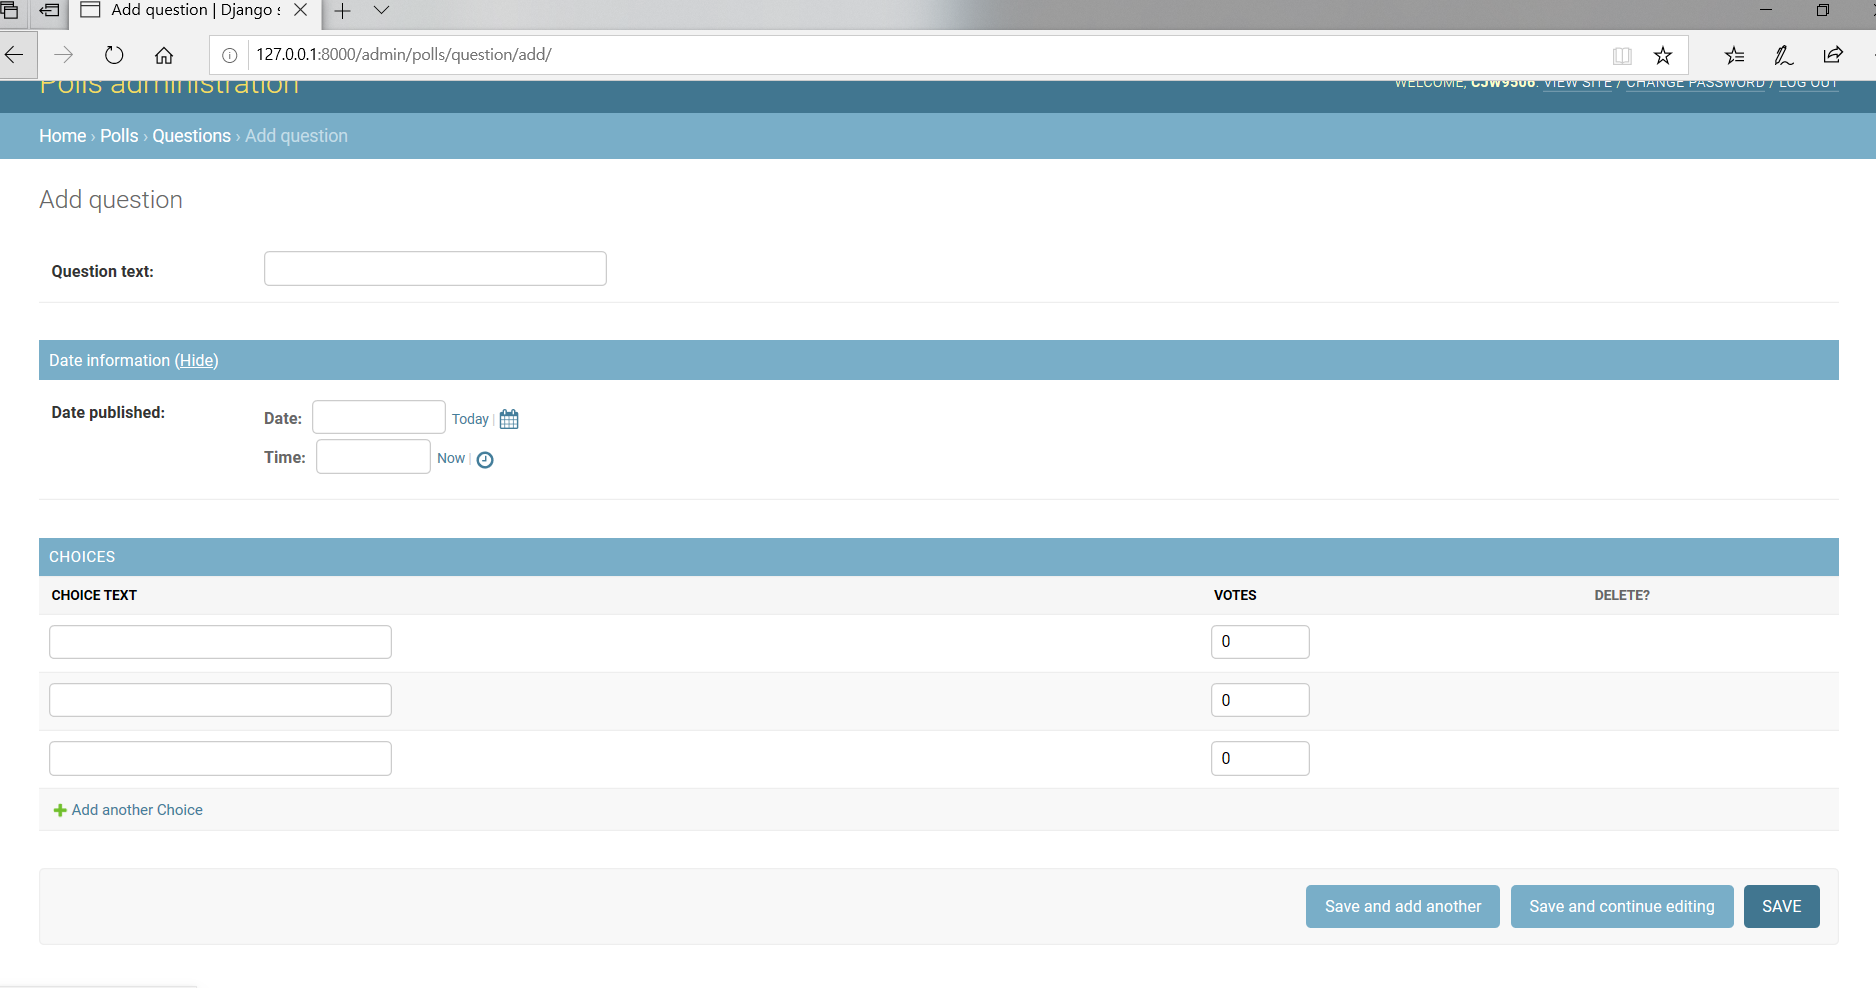 Add question | Django s
127.0.0.1:8000/admin/polls/question/add/
Polls administration
WELCOME, CJW9506. VIEW SITE / CHANGE PASSWORD / LOG OUT
Home › Polls › Questions › Add question
Add question
Question text:
Date information (Hide)
Date published:
Date:
Today |
Time:
Now |
CHOICES
CHOICE TEXT VOTES DELETE?
0
0
0
Add another Choice
Save and add another Save and continue editing SAVE